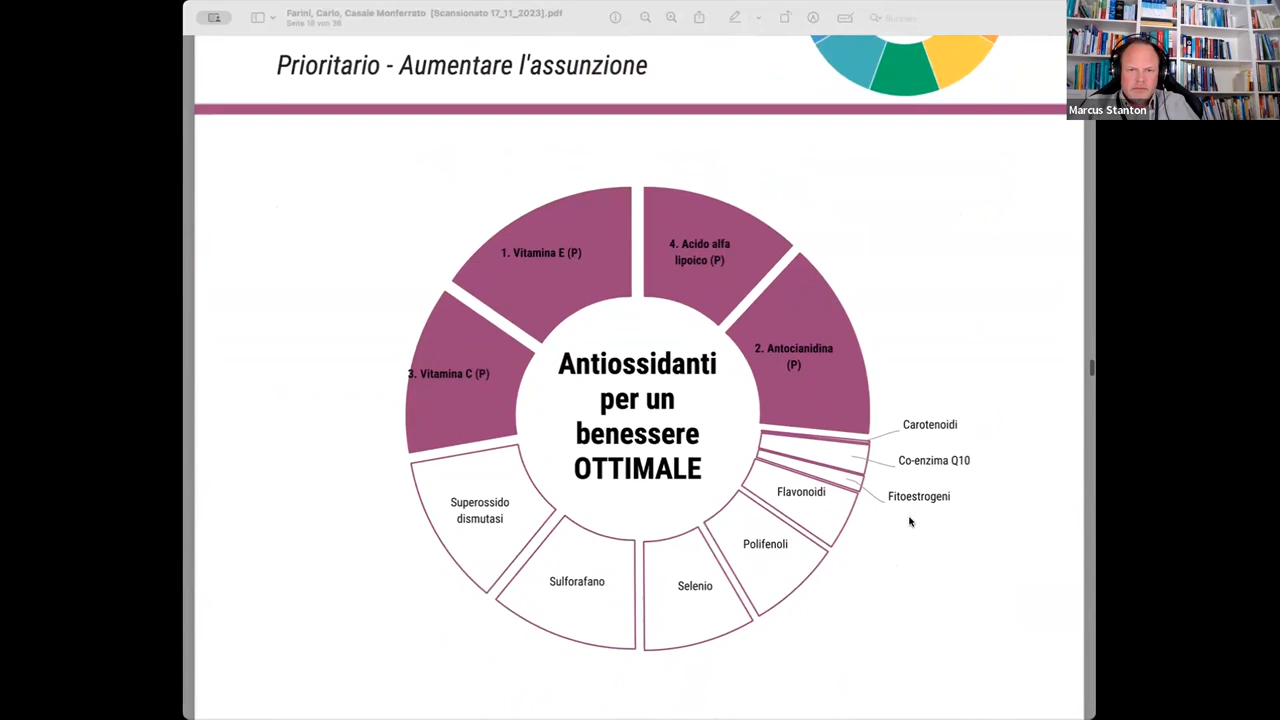 Farini, Carlo, Casale Monferrato [Scansionato 17_11_2023].pdf
Seite 18 von 36
Suchen
Marcus Stanton
Prioritario - Aumentare l'assunzione
1. Vitamina E (P)
4. Acido alfa
lipoico (P)
2. Antocianidina
(P)
3. Vitamina C (P)
Antiossidanti
per un
benessere
OTTIMALE
Carotenoidi
Co-enzima Q10
Fitoestrogeni
Flavonoidi
Superossido
dismutasi
Polifenoli
Sulforafano
Selenio